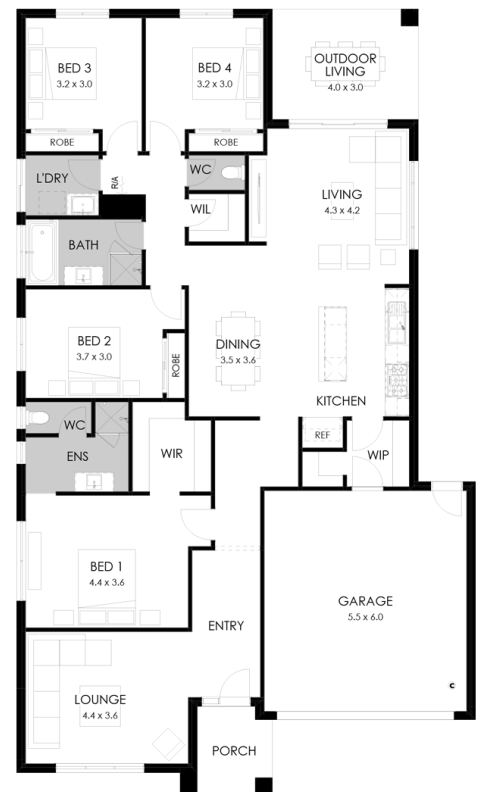 BED 3
3.2 x 3.0
BED 4
3.2 x 3.0
OUTDOOR
LIVING
4.0 x 3.0
ROBE
ROBE
L'DRY
R/A
WC
WIL
LIVING
4.3 x 4.2
BATH
BED 2
3.7 x 3.0
ROBE
DINING
3.5 x 3.6
KITCHEN
WC
REF
ENS
WIR
WIP
BED 1
4.4 x 3.6
GARAGE
5.5 x 6.0
ENTRY
LOUNGE
4.4 x 3.6
c
PORCH